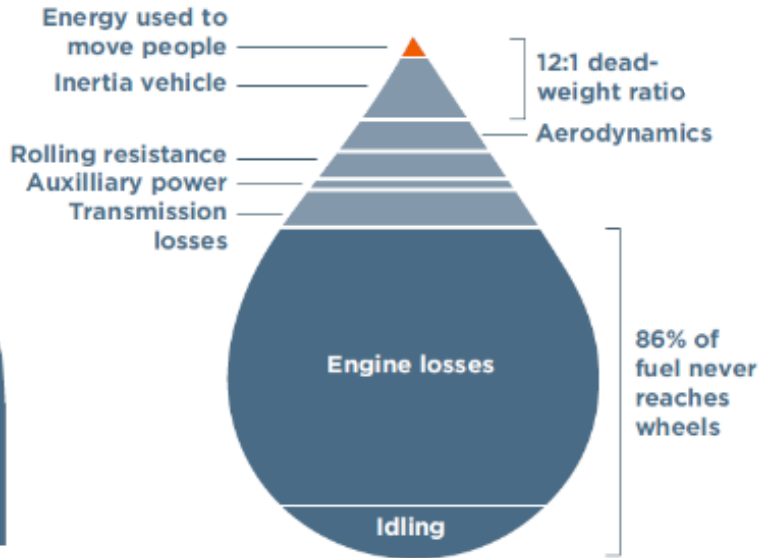 Energy used to
move people
Inertia vehicle
12:1 dead-
weight ratio
Aerodynamics
Rolling resistance
Auxilliary power
Transmission
losses
Engine losses
86% of
fuel never
reaches
wheels
Idling